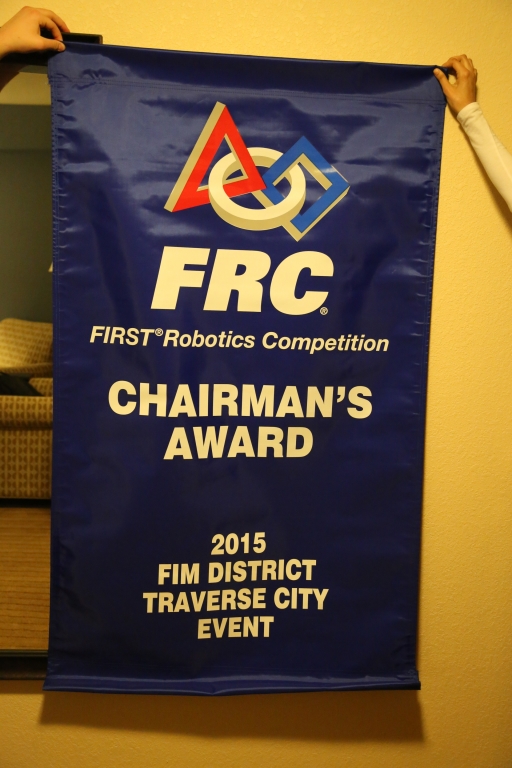 FRC®
FIRST® Robotics Competition
CHAIRMAN'S
AWARD
2015
FIM DISTRICT
TRAVERSE CITY
EVENT